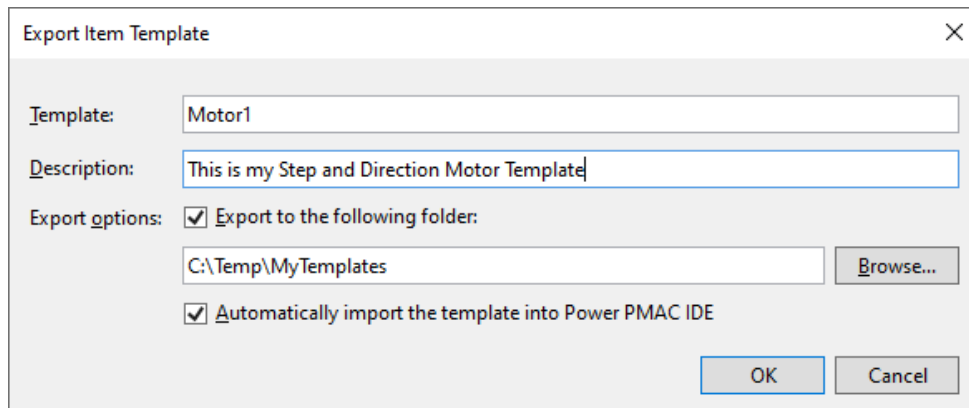 Export Item Template
Template: Motor1
Description: This is my Step and Direction Motor Template
Export options: Export to the following folder:
C:\Temp\MyTemplates Browse...
Automatically import the template into Power PMAC IDE
OK Cancel